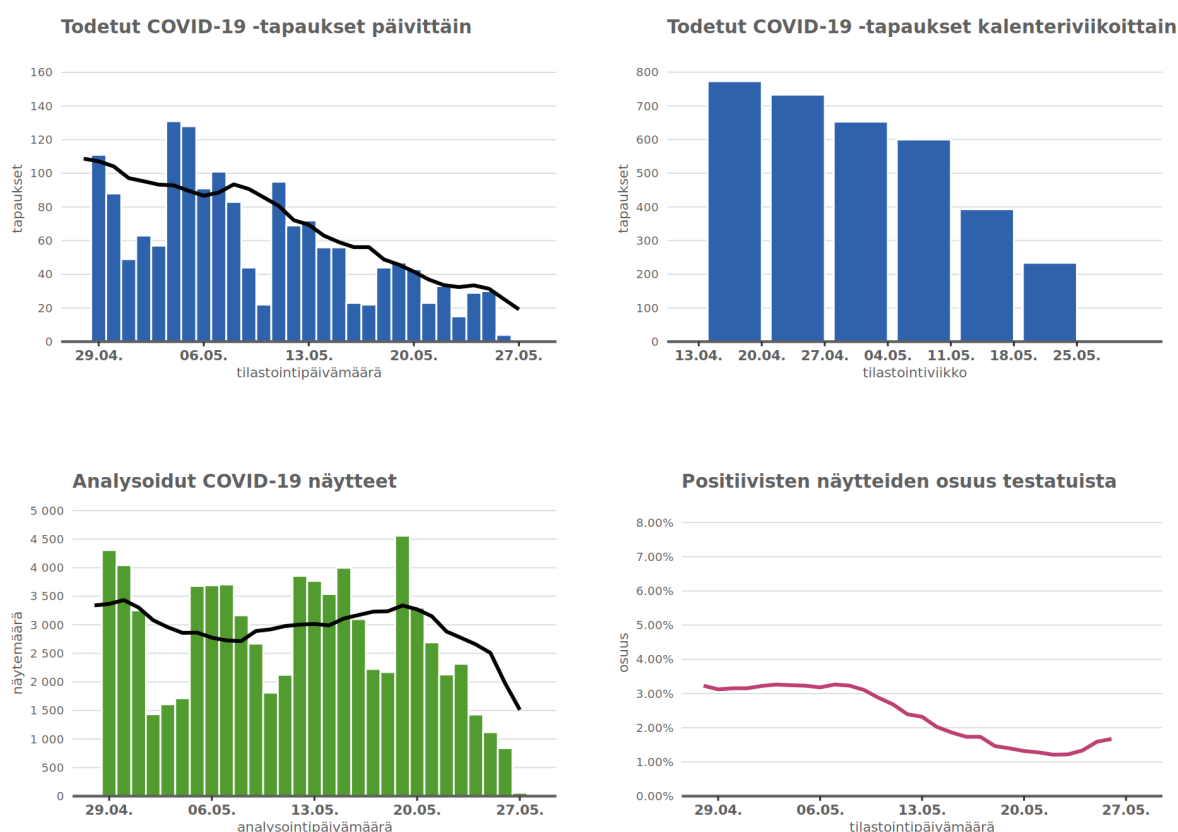 Todetut COVID-19 -tapaukset päivittäin
160
140
120
100
80
60
40
20
0
tapaukset
29.04. 06.05. 13.05. 20.05. 27.05.
tilastointipäivämäärä
Todetut COVID-19 -tapaukset kalenteriviikoittain
800
700
600
500
400
300
200
100
0
tapaukset
13.04. 20.04. 27.04. 04.05. 11.05. 18.05. 25.05.
tilastointiviikko
Analysoidut COVID-19 näytteet
5 000
4 500
4 000
3 500
3 000
2 500
2 000
1 500
1 000
500
0
näytemäärä
29.04. 06.05. 13.05. 20.05. 27.05.
analysointipäivämäärä
Positiivisten näytteiden osuus testatuista
8.00%
7.00%
6.00%
5.00%
4.00%
3.00%
2.00%
1.00%
0.00%
osuus
29.04. 06.05. 13.05. 20.05. 27.05.
tilastointipäivämäärä